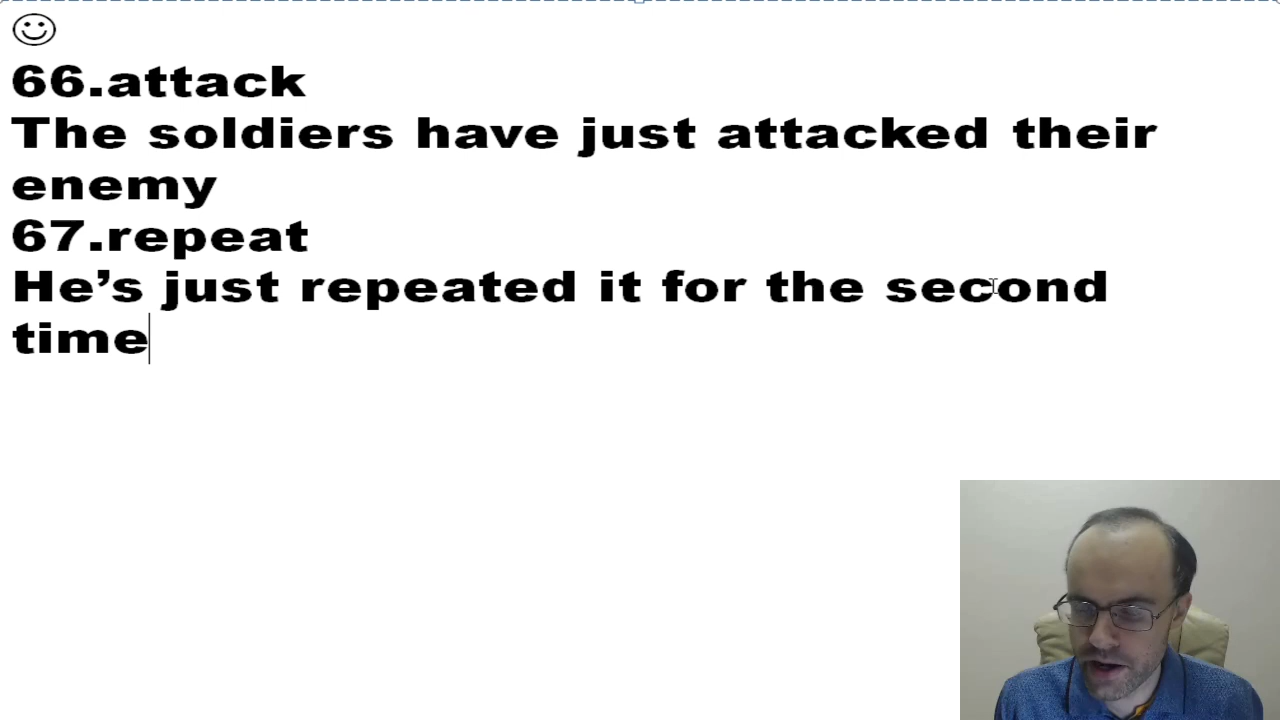 66.attack
The soldiers have just attacked their
enemy
67.repeat
He’s just repeated it for the second
time